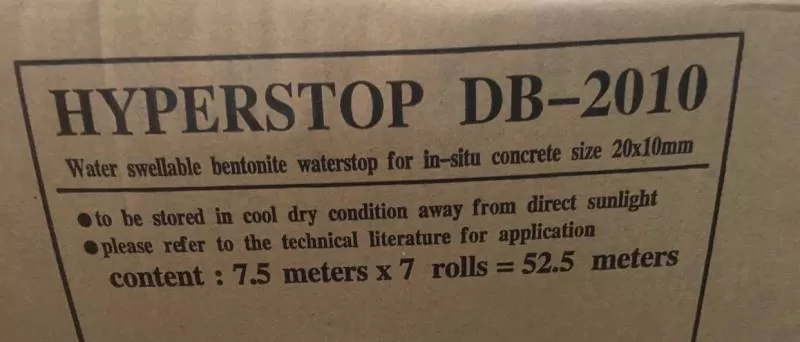 HYPERSTOP DB-2010
Water swellable bentonite waterstop for in-situ concrete size 20x10mm
●to be stored in cool dry condition away from direct sunlight
●please refer to the technical literature for application
content : 7.5 meters x 7 rolls = 52.5 meters